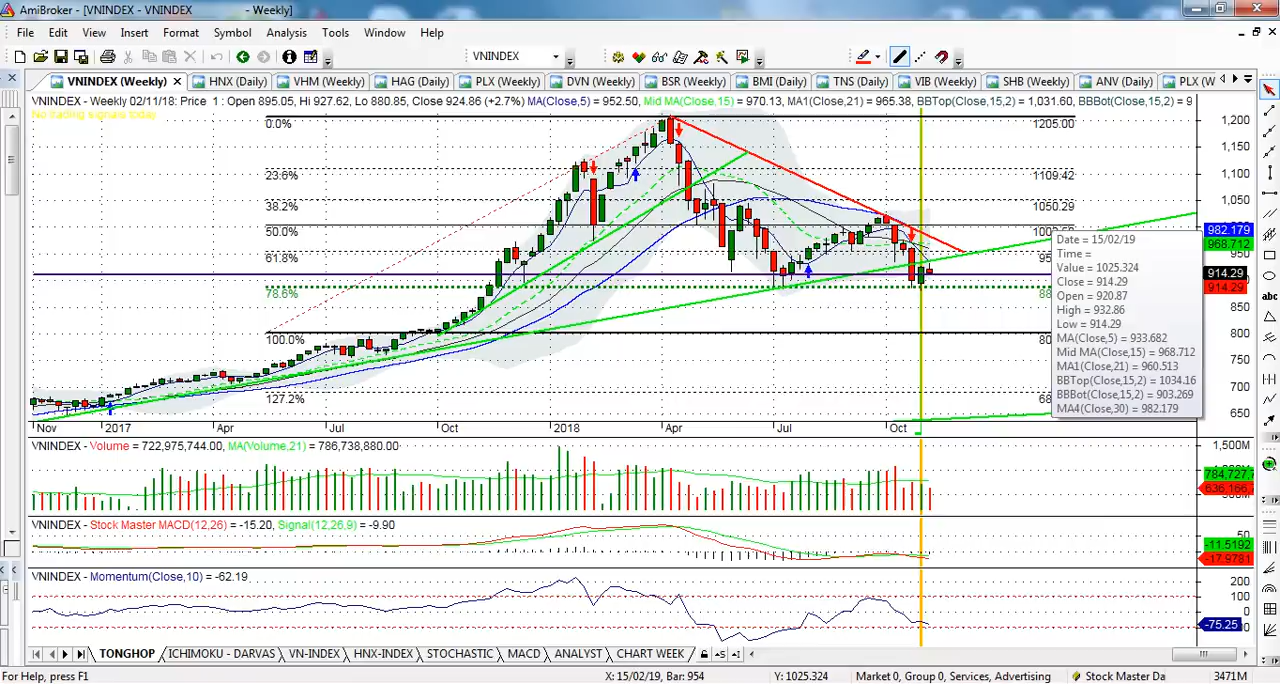 AmiBroker - [VNINDEX - VNINDEX - Weekly]
File Edit View Insert Format Symbol Analysis Tools Window Help
VNINDEX
VNINDEX (Weekly) HNX (Daily) VHM (Weekly) HAG (Daily) PLX (Weekly) DVN (Weekly) BSR (Weekly) BMI (Daily) TNS (Daily) VIB (Weekly) SHB (Weekly) ANV (Daily) PLX (W
VNINDEX - Weekly 02/11/18: Price 1 : Open 895.05, Hi 927.62, Lo 880.85, Close 924.86 (+2.7%) MA(Close,5) = 952.50, Mid MA(Close,15) = 970.13, MA1(Close,21) = 965.38, BBTop(Close,15,2) = 1,031.60, BBBot(Close,15,2) = 9
No trading signals today
0.0% 1205.00 1,200
1,150
23.6% 1109.42 1,100
38.2% 1050.29 1,050
50.0%
982.179
968.712
61.8% 95
914.29
914.29
78.6% 88
850
100.0% 80 800
750
700
127.2% 68
650
Date = 15/02/19
Time =
Value = 1025.324
Close = 914.29
Open = 920.87
High = 932.86
Low = 914.29
MA(Close,5) = 933.682
Mid MA(Close,15) = 968.712
MA1(Close,21) = 960.513
BBTop(Close,15,2) = 1034.16
BBBot(Close,15,2) = 903.269
MA4(Close,30) = 982.179
Nov 2017 Apr Jul Oct 2018 Apr Jul Oct
VNINDEX - Volume = 722,975,744.00, MA(Volume,21) = 786,738,880.00
1,500M
784,727,7
636,166,7
VNINDEX - Stock Master MACD(12,26) = -15.20, Signal(12,26,9) = -9.90
50
-11.5192
-17.9781
VNINDEX - Momentum(Close,10) = -62.19
200
100
0
-75.25
TONGHOP ICHIMOKU - DARVAS VN-INDEX HNX-INDEX STOCHASTIC MACD ANALYST CHART WEEK
For Help, press F1 X: 15/02/19, Bar: 954 Y: 1025.324 Market 0, Group 0, Services, Advertising Stock Master Da 3471M